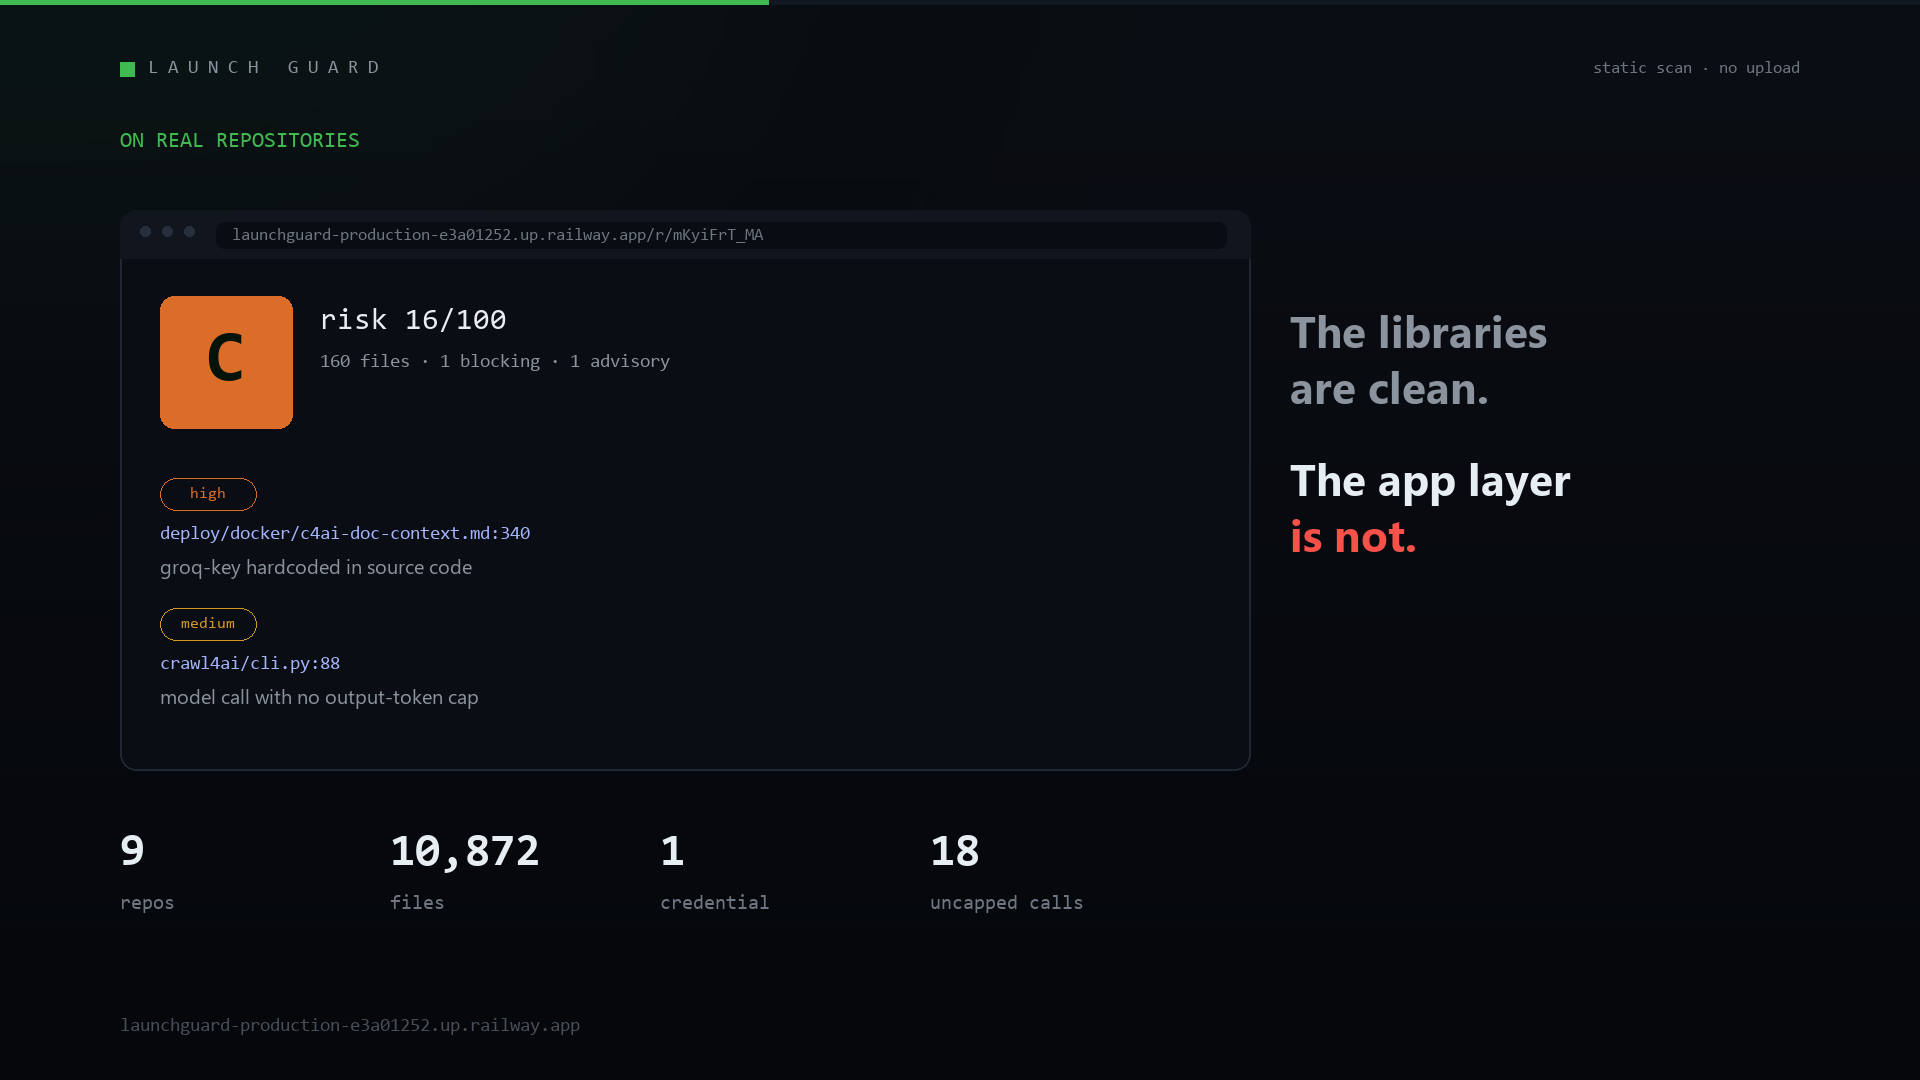 LAUNCH GUARD
static scan · no upload
ON REAL REPOSITORIES
launchguard-production-e3a01252.up.railway.app/r/mKyiFrT_MA
C
risk 16/100
160 files · 1 blocking · 1 advisory
high
deploy/docker/c4ai-doc-context.md:340
groq-key hardcoded in source code
medium
crawl4ai/cli.py:88
model call with no output-token cap
The libraries
are clean.
The app layer
is not.
9
repos
10,872
files
1
credential
18
uncapped calls
launchguard-production-e3a01252.up.railway.app